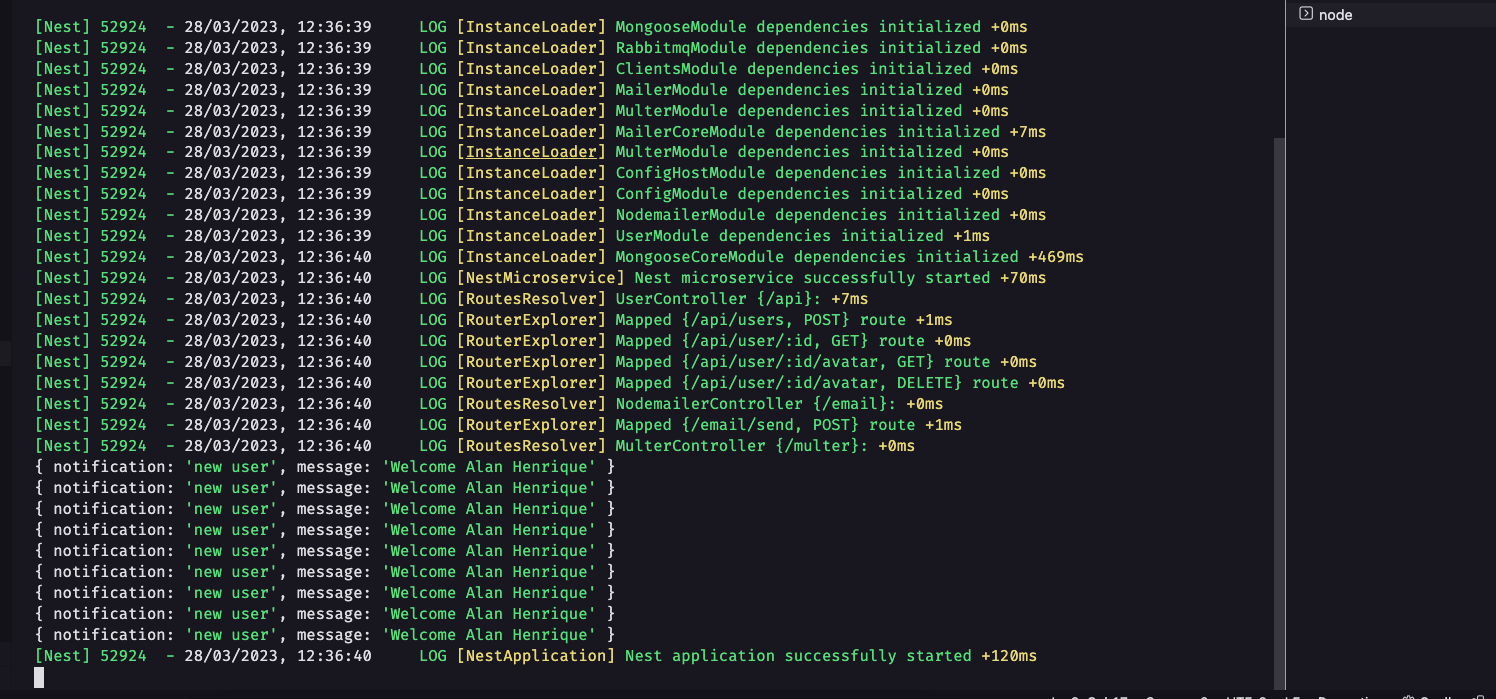 [Nest] 52924  - 28/03/2023, 12:36:39     LOG [InstanceLoader] MongooseModule dependencies initialized +0ms
[Nest] 52924  - 28/03/2023, 12:36:39     LOG [InstanceLoader] RabbitmqModule dependencies initialized +0ms
[Nest] 52924  - 28/03/2023, 12:36:39     LOG [InstanceLoader] ClientsModule dependencies initialized +0ms
[Nest] 52924  - 28/03/2023, 12:36:39     LOG [InstanceLoader] MailerModule dependencies initialized +0ms
[Nest] 52924  - 28/03/2023, 12:36:39     LOG [InstanceLoader] MulterModule dependencies initialized +0ms
[Nest] 52924  - 28/03/2023, 12:36:39     LOG [InstanceLoader] MailerCoreModule dependencies initialized +7ms
[Nest] 52924  - 28/03/2023, 12:36:39     LOG [InstanceLoader] MulterModule dependencies initialized +0ms
[Nest] 52924  - 28/03/2023, 12:36:39     LOG [InstanceLoader] ConfigHostModule dependencies initialized +0ms
[Nest] 52924  - 28/03/2023, 12:36:39     LOG [InstanceLoader] ConfigModule dependencies initialized +0ms
[Nest] 52924  - 28/03/2023, 12:36:39     LOG [InstanceLoader] NodemailerModule dependencies initialized +0ms
[Nest] 52924  - 28/03/2023, 12:36:39     LOG [InstanceLoader] UserModule dependencies initialized +1ms
[Nest] 52924  - 28/03/2023, 12:36:40     LOG [InstanceLoader] MongooseCoreModule dependencies initialized +469ms
[Nest] 52924  - 28/03/2023, 12:36:40     LOG [NestMicroservice] Nest microservice successfully started +70ms
[Nest] 52924  - 28/03/2023, 12:36:40     LOG [RoutesResolver] UserController {/api}: +7ms
[Nest] 52924  - 28/03/2023, 12:36:40     LOG [RouterExplorer] Mapped {/api/users, POST} route +1ms
[Nest] 52924  - 28/03/2023, 12:36:40     LOG [RouterExplorer] Mapped {/api/user/:id, GET} route +0ms
[Nest] 52924  - 28/03/2023, 12:36:40     LOG [RouterExplorer] Mapped {/api/user/:id/avatar, GET} route +0ms
[Nest] 52924  - 28/03/2023, 12:36:40     LOG [RouterExplorer] Mapped {/api/user/:id/avatar, DELETE} route +0ms
[Nest] 52924  - 28/03/2023, 12:36:40     LOG [RoutesResolver] NodemailerController {/email}: +0ms
[Nest] 52924  - 28/03/2023, 12:36:40     LOG [RouterExplorer] Mapped {/email/send, POST} route +1ms
[Nest] 52924  - 28/03/2023, 12:36:40     LOG [RoutesResolver] MulterController {/multer}: +0ms
{ notification: 'new user', message: 'Welcome Alan Henrique' }
{ notification: 'new user', message: 'Welcome Alan Henrique' }
{ notification: 'new user', message: 'Welcome Alan Henrique' }
{ notification: 'new user', message: 'Welcome Alan Henrique' }
{ notification: 'new user', message: 'Welcome Alan Henrique' }
{ notification: 'new user', message: 'Welcome Alan Henrique' }
{ notification: 'new user', message: 'Welcome Alan Henrique' }
{ notification: 'new user', message: 'Welcome Alan Henrique' }
{ notification: 'new user', message: 'Welcome Alan Henrique' }
[Nest] 52924  - 28/03/2023, 12:36:40     LOG [NestApplication] Nest application successfully started +120ms
node